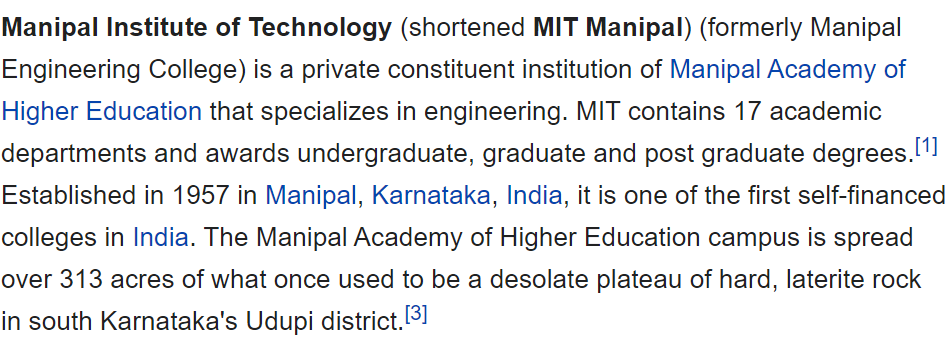 Manipal Institute of Technology (shortened MIT Manipal) (formerly Manipal
Engineering College) is a private constituent institution of Manipal Academy of
Higher Education that specializes in engineering. MIT contains 17 academic
departments and awards undergraduate, graduate and post graduate degrees.[1]
Established in 1957 in Manipal, Karnataka, India, it is one of the first self-financed
colleges in India. The Manipal Academy of Higher Education campus is spread
over 313 acres of what once used to be a desolate plateau of hard, laterite rock
in south Karnataka's Udupi district.[3]